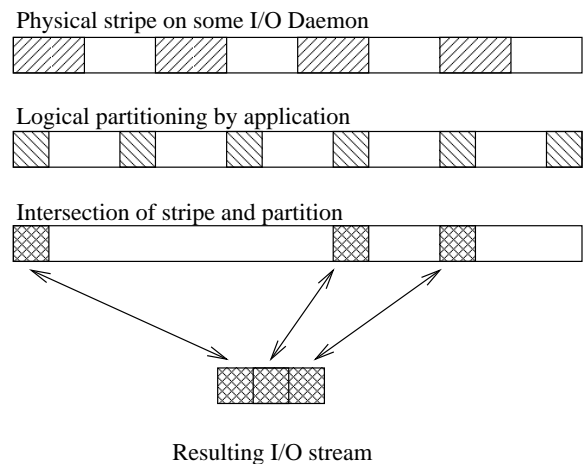 Physical stripe on some I/O Daemon
Logical partitioning by application
Intersection of stripe and partition
Resulting I/O stream